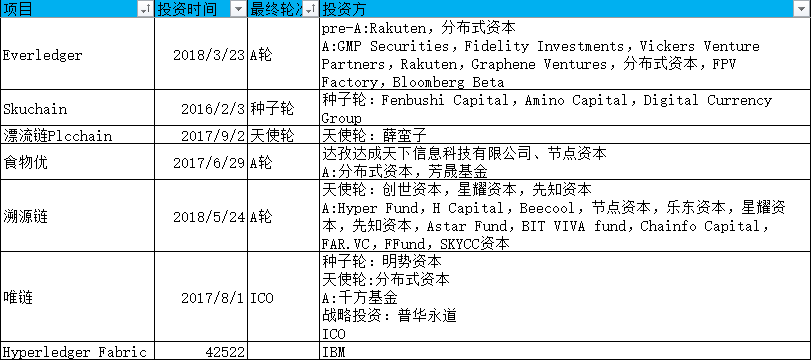 项目 投资时间 最终轮次 投资方
Everledger 2018/3/23 A轮
pre-A:Rakuten，分布式资本
A:GMP Securities，Fidelity Investments，Vickers Venture
Partners，Rakuten，Graphene Ventures，分布式资本，FPV
Factory，Bloomberg Beta
Skuchain 2016/2/3 种子轮
种子轮：Fenbushi Capital，Amino Capital，Digital Currency
Group
漂流链Plcchain 2017/9/2 天使轮 天使轮：薛蛮子
食物优 2017/6/29 A轮
达孜达成天下信息科技有限公司、节点资本
A:分布式资本，芳晟基金
溯源链 2018/5/24 A轮
天使轮：创世资本，星耀资本，先知资本
A:Hyper Fund，H Capital，Beecool，节点资本，乐东资本，星耀资
本，先知资本，Astar Fund，BIT VIVA fund，Chainfo Capital，
FAR.VC，FFund，SKYCC资本
唯链 2017/8/1 ICO
种子轮：明势资本
天使轮:分布式资本
A:千方基金
战略投资：普华永道
ICO
Hyperledger Fabric 42522 IBM